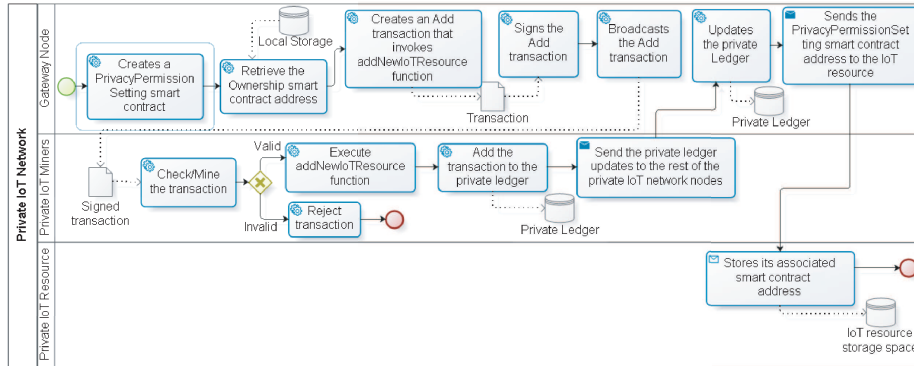 Private IoT Network
Gateway Node
Creates a
PrivacyPermission
Setting smart
contract
Local Storage
Retrieve the
Ownership smart
contract address
Creates an Add
transaction that
invokes
addNewIoTResource
function
Transaction
Signs the
Add
transaction
Broadcasts
the Add
transaction
Updates
the private
Ledger
Private Ledger
Sends the
PrivacyPermissionSet
ting smart contract
address to the IoT
resource
Private IoT Miners
Signed
transaction
Check/Mine
the transaction
Valid
Invalid
Execute
addNewIoTResource
function
Reject
transaction
Add the
transaction to the
private ledger
Private Ledger
Send the private ledger
updates to the rest of the
private IoT network nodes
Private IoT Resource
Stores its associated
smart contract
address
IoT resource
storage space